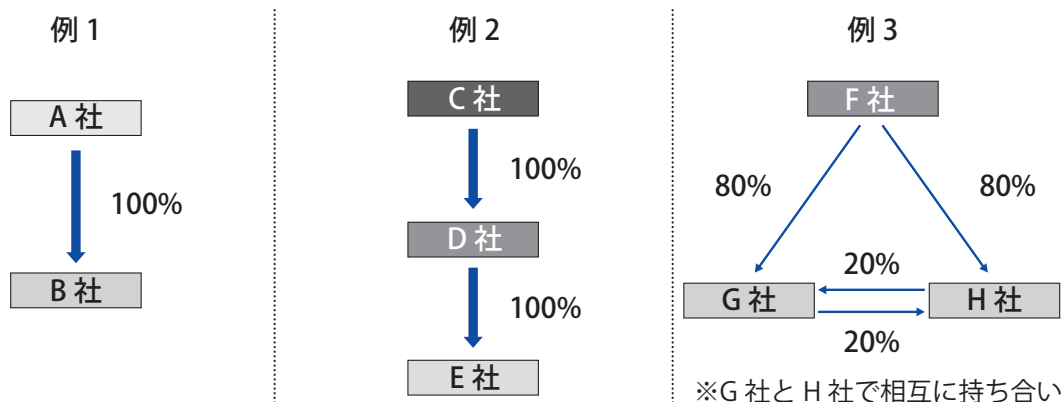 例 1
A 社
100%
B 社
例 2
C 社
100%
D 社
100%
E 社
例 3
F 社
80%
80%
20%
G 社
H 社
20%
※G 社と H 社で相互に持ち合い